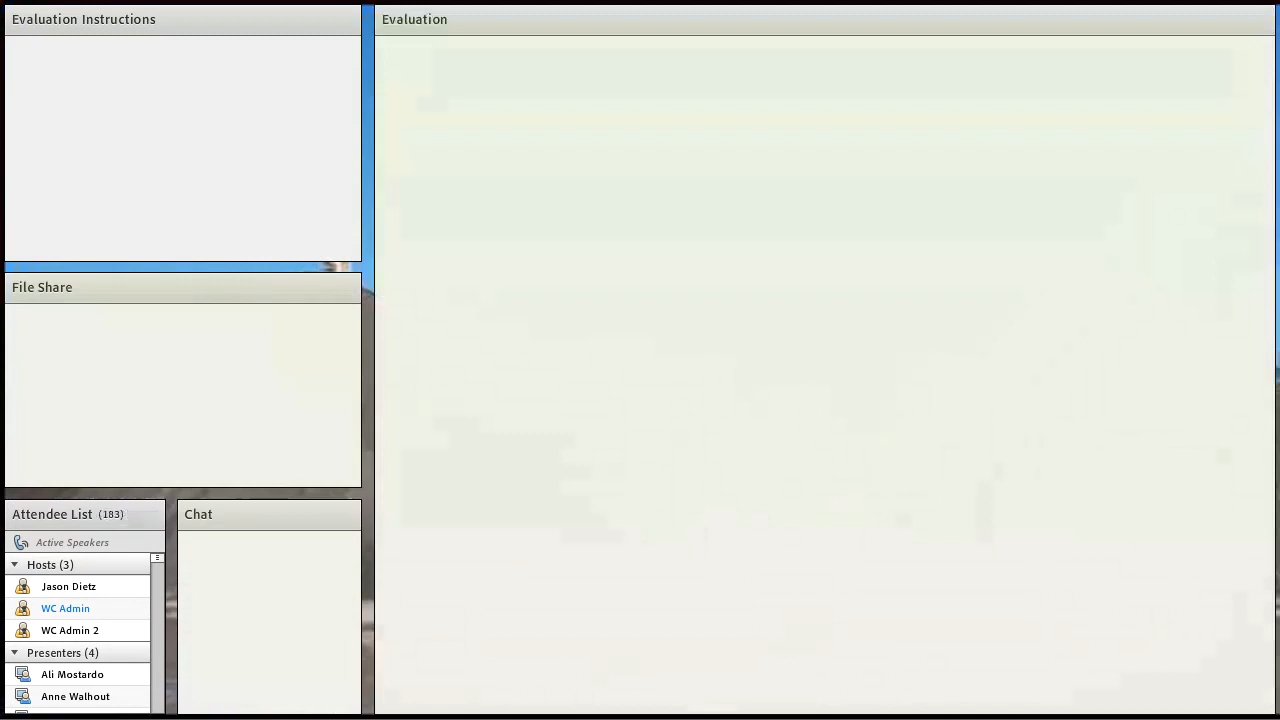 Evaluation Instructions
Evaluation
File Share
Attendee List (183)
Chat
Active Speakers
Hosts (3)
Jason Dietz
WC Admin
WC Admin 2
Presenters (4)
Ali Mostardo
Anne Walhout